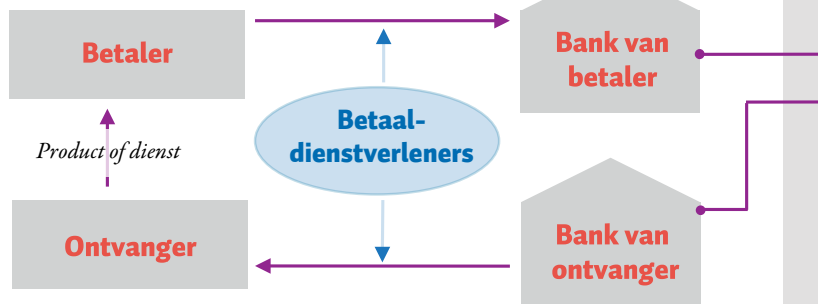 Betaler
Bank van
betaler
Betaal-
dienstverleners
Product of dienst
Ontvanger
Bank van
ontvanger